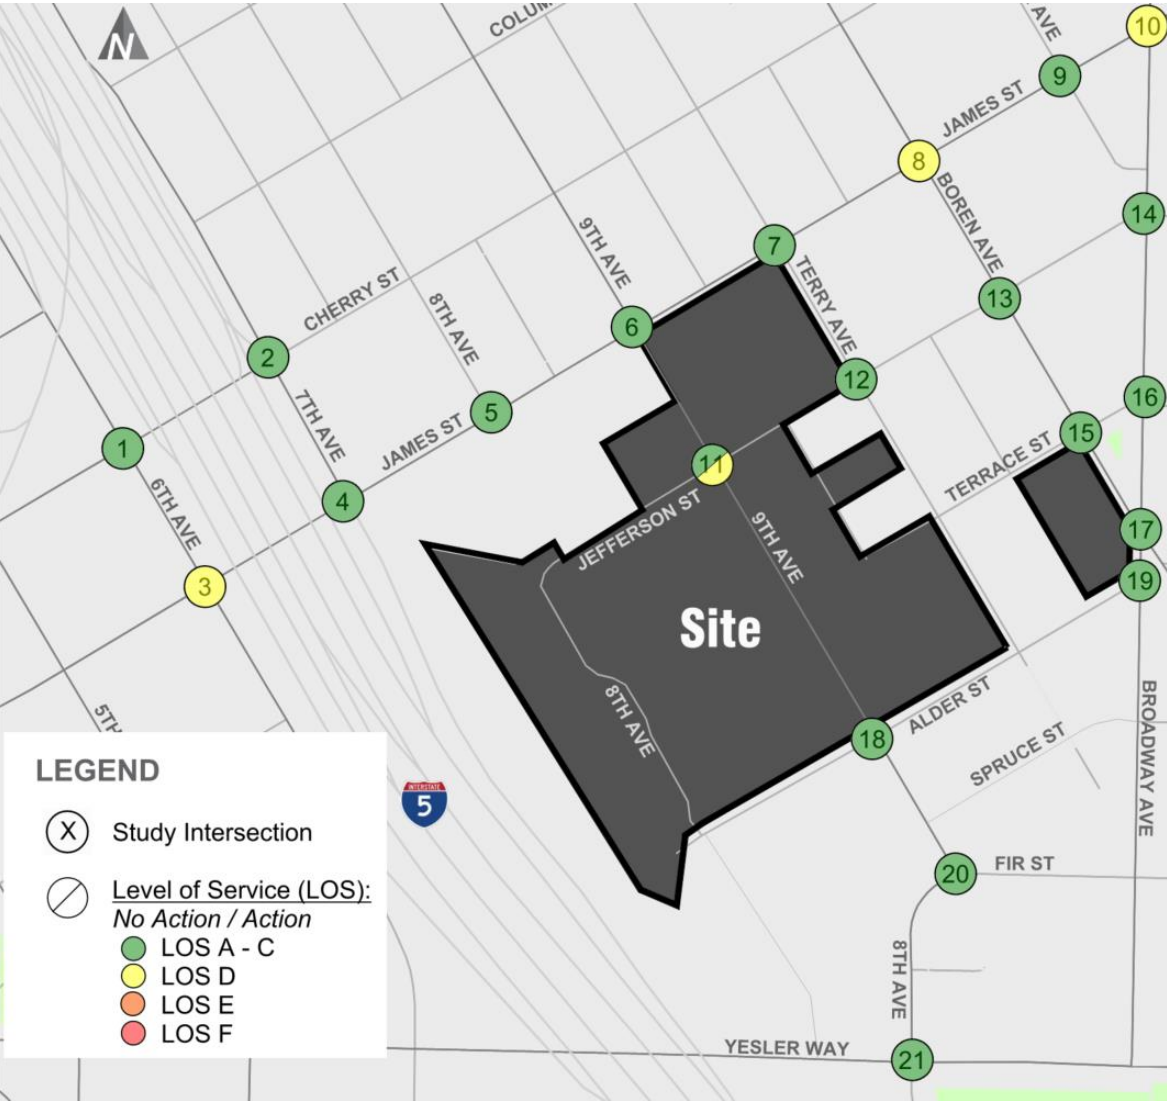 N
COLUM
AVE
10
9
JAMES ST
8
BOREN AVE
14
9TH AVE
7
TERRY AVE
13
CHERRY ST
8TH AVE
6
2
12
7TH AVE
JAMES ST
5
16
1
15
11
TERRACE ST
6TH AVE
4
JEFFERSON ST
9TH AVE
17
3
19
Site
8TH AVE
ALDER ST
BROADWAY AVE
5TH
18
SPRUCE ST
INTERSTATE
5
20
FIR ST
8TH AVE
YESLER WAY
21
LEGEND
X Study Intersection
Level of Service (LOS):
No Action / Action
LOS A - C
LOS D
LOS E
LOS F